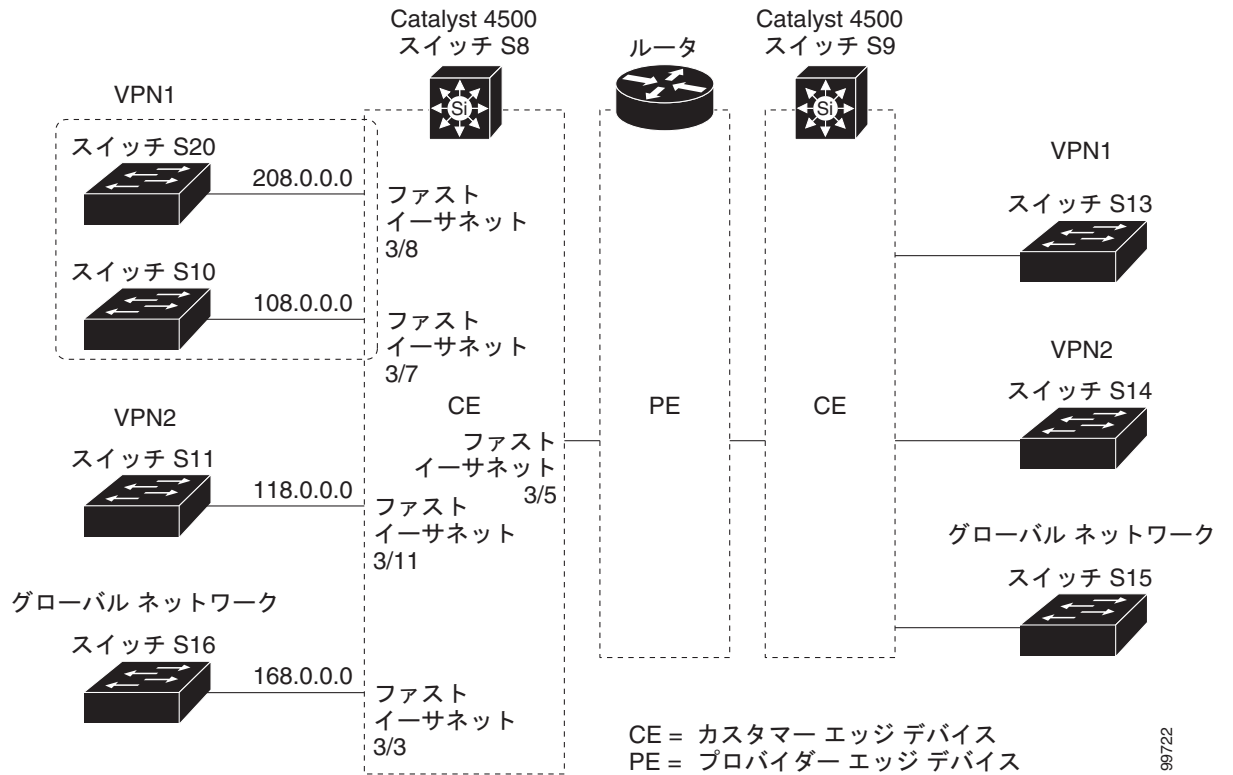 Catalyst 4500
スイッチ S8
ルータ
Catalyst 4500
スイッチ S9
Si
Si
VPN1
スイッチ S20
208.0.0.0
ファスト
イーサネット
3/8
スイッチ S10
108.0.0.0
ファスト
イーサネット
3/7
VPN2
スイッチ S11
118.0.0.0
ファスト
イーサネット
3/11
CE
ファスト
イーサネット
3/5
グローバル ネットワーク
スイッチ S16
168.0.0.0
ファスト
イーサネット
3/3
PE
CE
VPN1
スイッチ S13
VPN2
スイッチ S14
グローバル ネットワーク
スイッチ S15
CE = カスタマー エッジ デバイス
PE = プロバイダー エッジ デバイス
99722